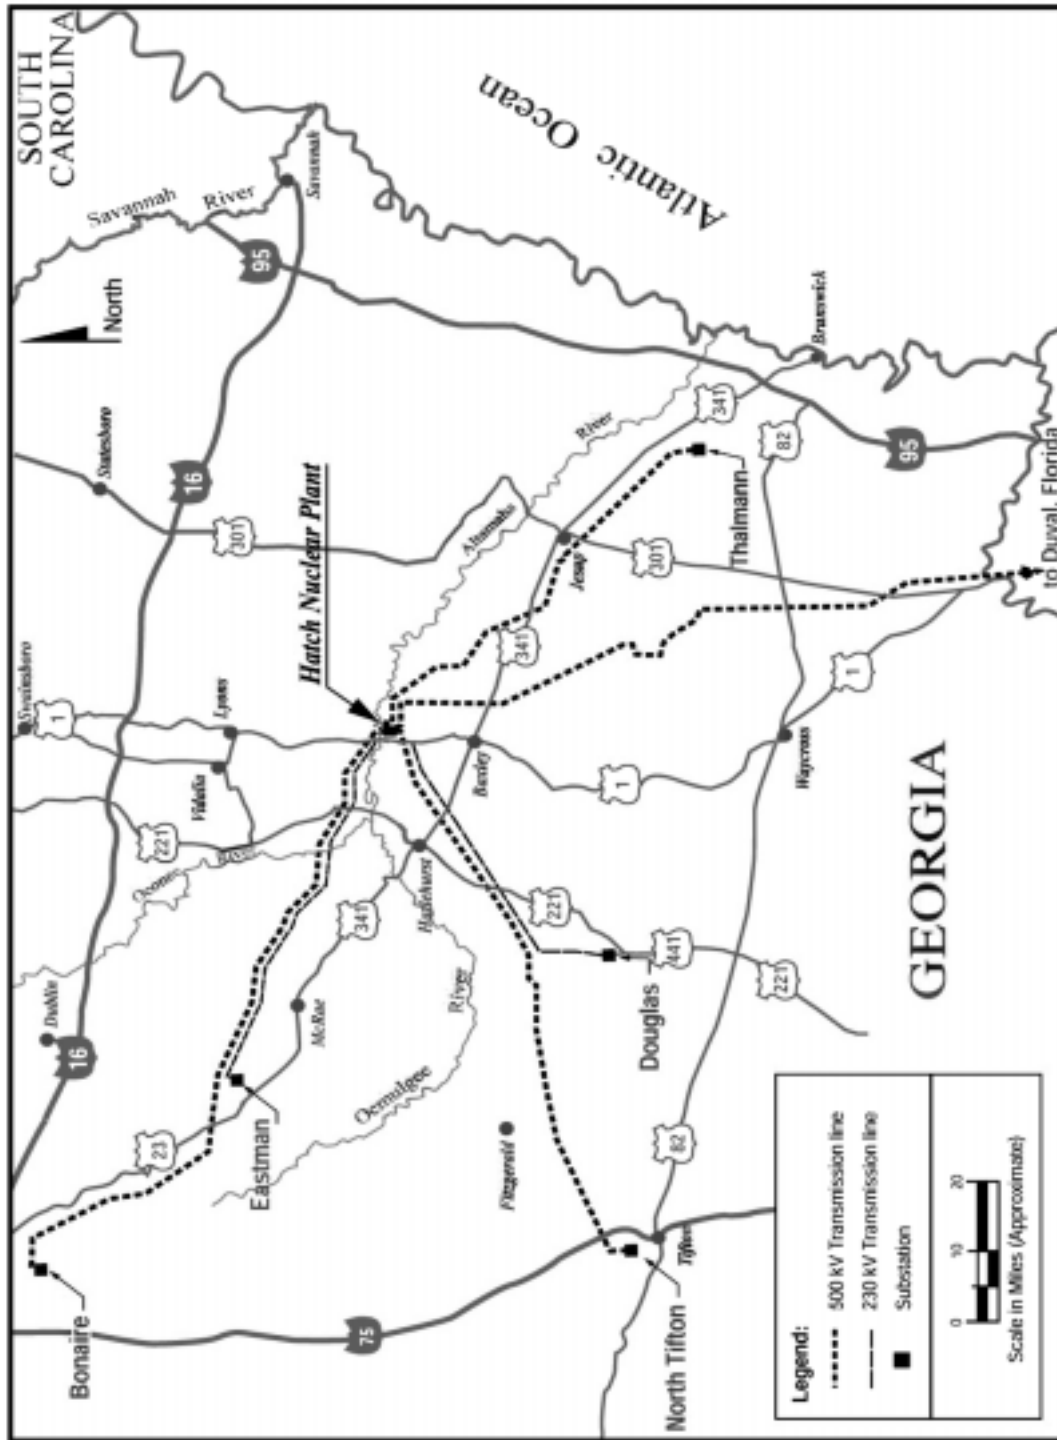 SOUTH
CAROLINA
Savannah
River
Savannah
Atlantic Ocean
North
95
16
Statesboro
301
Swainsboro
1
Lyons
Vidalia
221
Oconee
River
Dublin
16
23
Bonaire
75
Eastman
McRae
341
Hazlehurst
Ocmulgee
River
Hatch Nuclear Plant
Altamaha
River
Baxley
341
Jesup
301
341
Brunswick
82
95
Thalmann
to Duval, Florida
1
Waycross
1
221
441
221
Douglas
Fitzgerald
82
Tifton
North Tifton
GEORGIA
Legend:
500 kV Transmission line
230 kV Transmission line
Substation
0 10 20
Scale in Miles (Approximate)